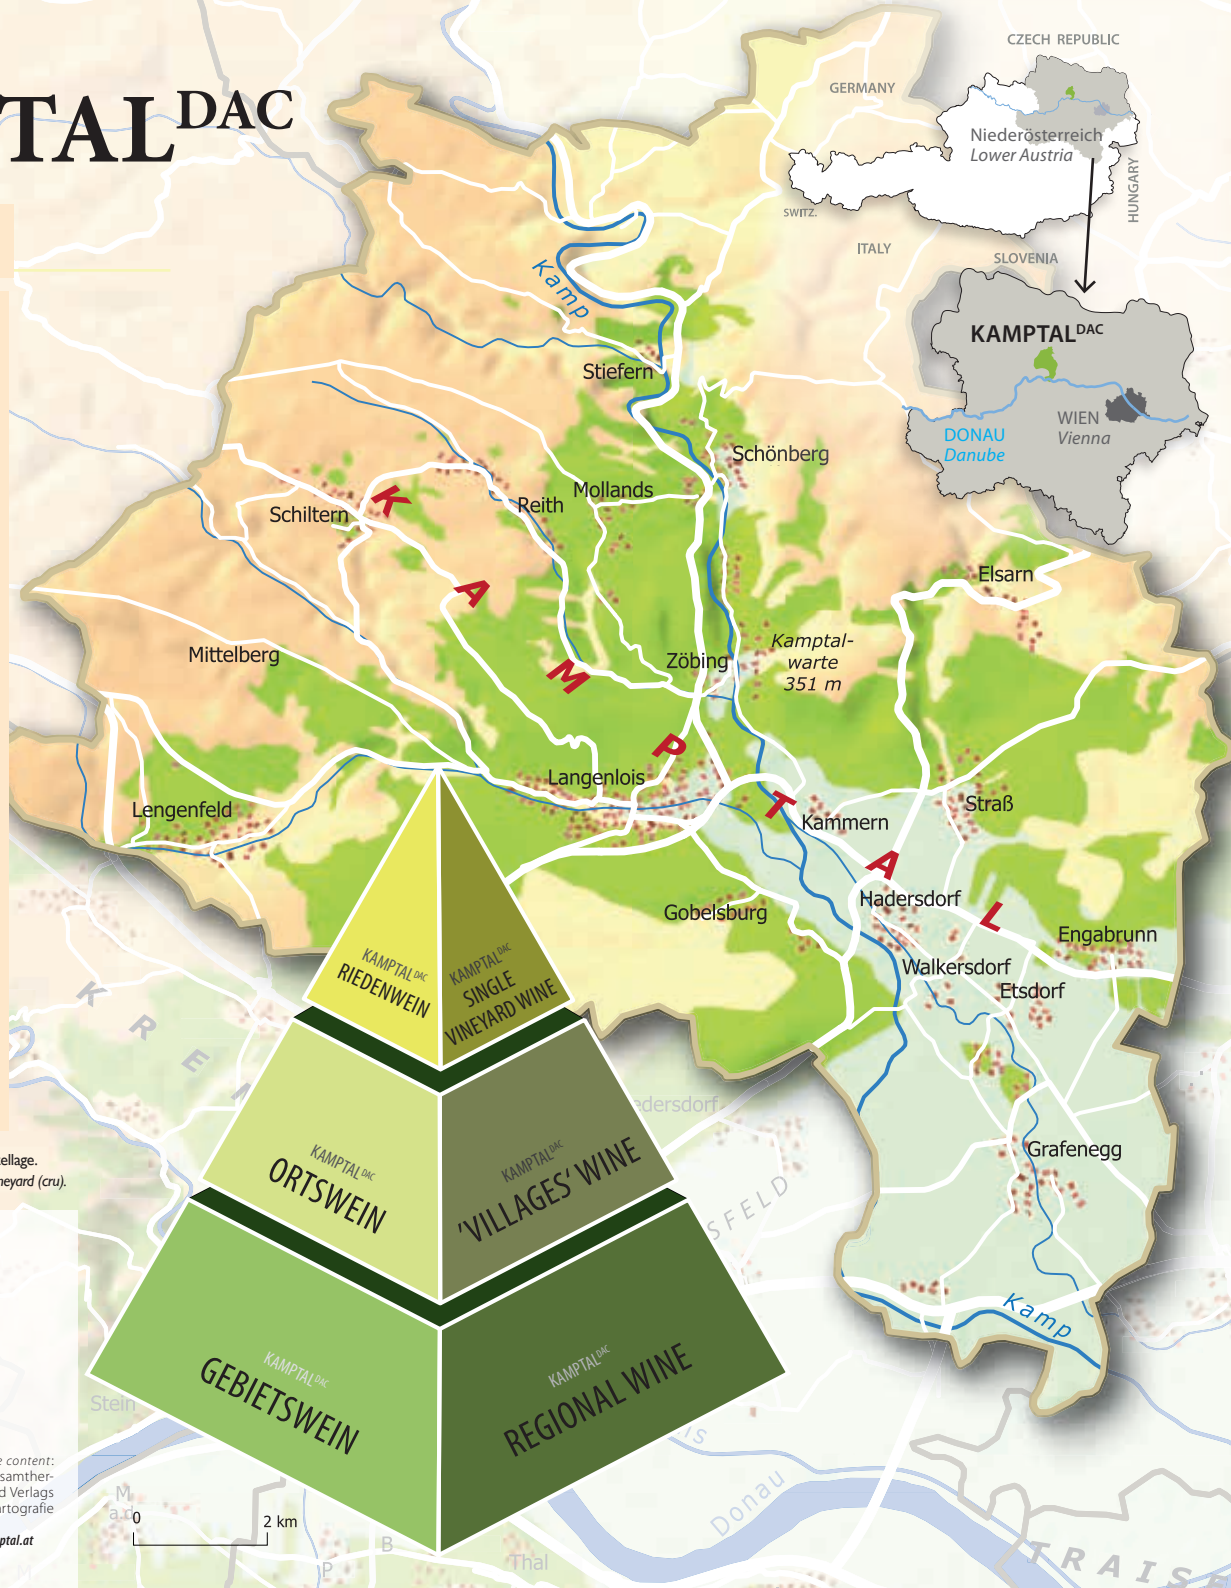 TAL DAC
CZECH REPUBLIC
GERMANY
Niederösterreich
Lower Austria
HUNGARY
SWITZ.
ITALY
SLOVENIA
KAMPTAL DAC
WIEN
Vienna
DONAU
Danube
Kamp
Stiefern
Schönberg
Mollands
Reith
Schiltern
Elsarn
Kamptal-
warte
351 m
Zöbing
Mittelberg
KAMPTAL
Langenlois
Lengenfeld
Straß
Kammern
Hadersdorf
Gobelsburg
Engabrunn
Walkersdorf
Etsdorf
Grafenegg
Kamp
KAMPTAL DAC
RIEDENWEIN
KAMPTAL DAC
SINGLE
VINEYARD WINE
KAMPTAL DAC
ORTSWEIN
KAMPTAL DAC
'VILLAGES' WINE
KAMPTAL DAC
GEBIETSWEIN
KAMPTAL DAC
REGIONAL WINE
K R E M
edersdorf
SFELD
ellage.
neyard (cru).
Stein
e content:
samther-
d Verlags
artografie
ptal.at
M
a.d.
0 2 km
B
P
Thal
Donau
TRAIS